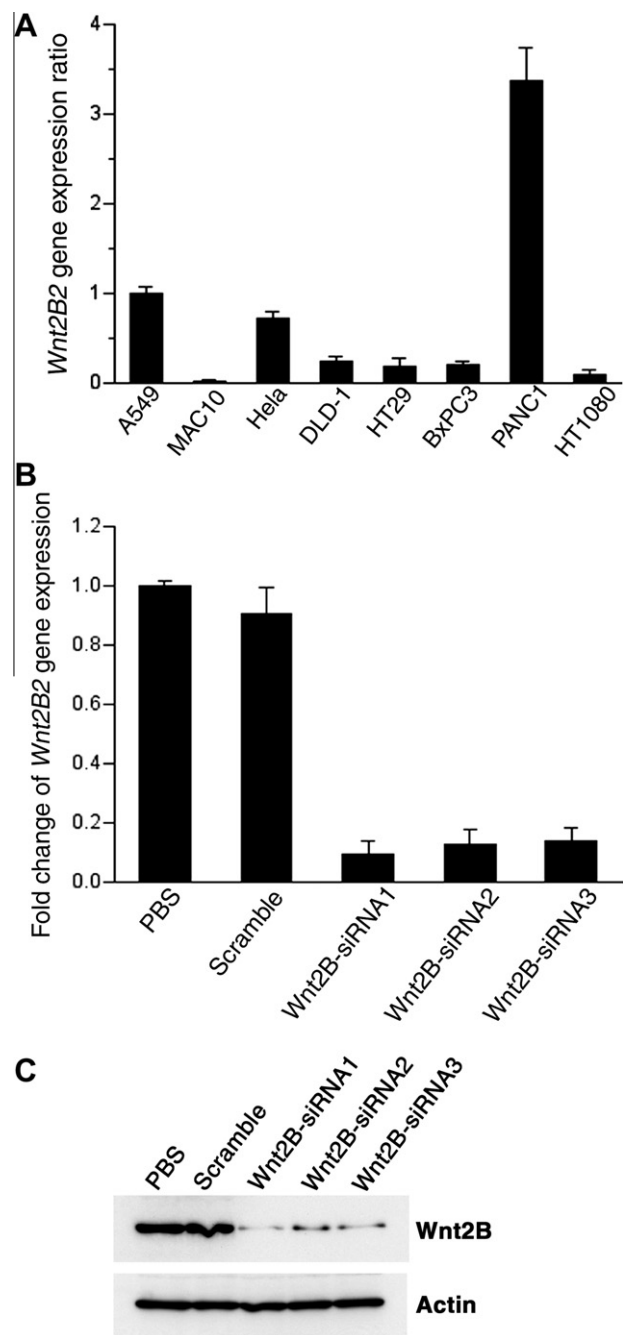 A
Wnt2B2 gene expression ratio
4
3
2
1
0
A549
MAC10
Hela
DLD-1
HT29
BxPC3
PANC1
HT1080
B
Fold change of Wnt2B2 gene expression
1.2
1.0
0.8
0.6
0.4
0.2
0.0
PBS
Scramble
Wnt2B-siRNA1
Wnt2B-siRNA2
Wnt2B-siRNA3
C
PBS
Scramble
Wnt2B-siRNA1
Wnt2B-siRNA2
Wnt2B-siRNA3
Wnt2B
Actin